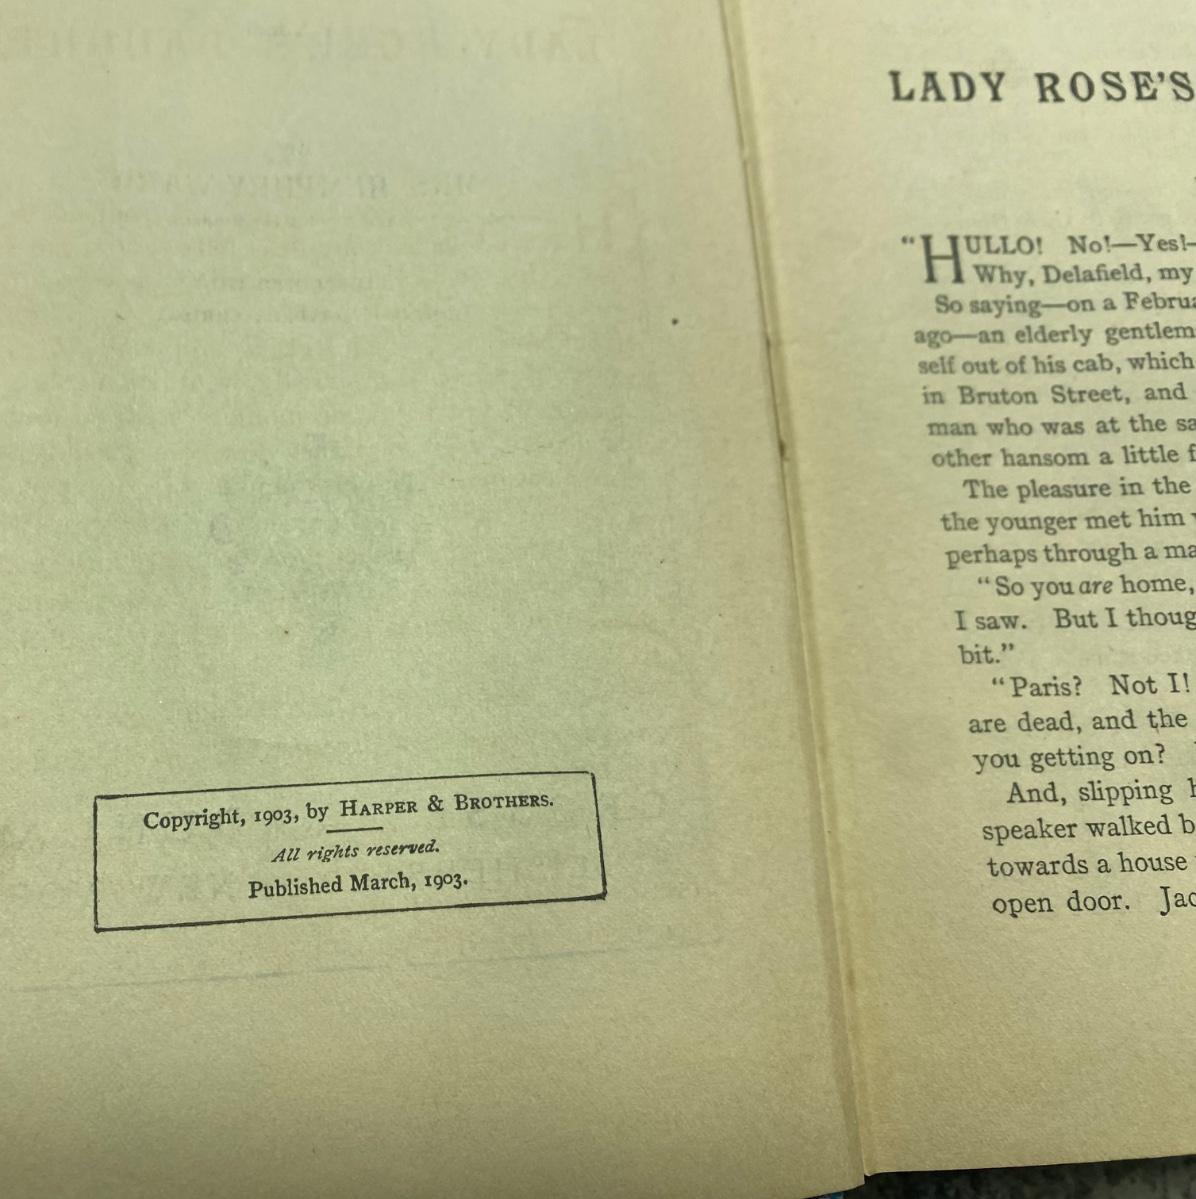 Copyright, 1903, by HARPER & BROTHERS.
All rights reserved.
Published March, 1903.
LADY ROSE'S
"HULLO! No!—Yes!—
Why, Delafield, my
So saying—on a Februa
ago—an elderly gentlem
self out of his cab, which
in Bruton Street, and
man who was at the sa
other hansom a little f
The pleasure in the
the younger met him
perhaps through a ma
"So you are home,
I saw. But I thoug
bit."
"Paris? Not I!
are dead, and the
you getting on?
And, slipping h
speaker walked b
towards a house
open door. Jac